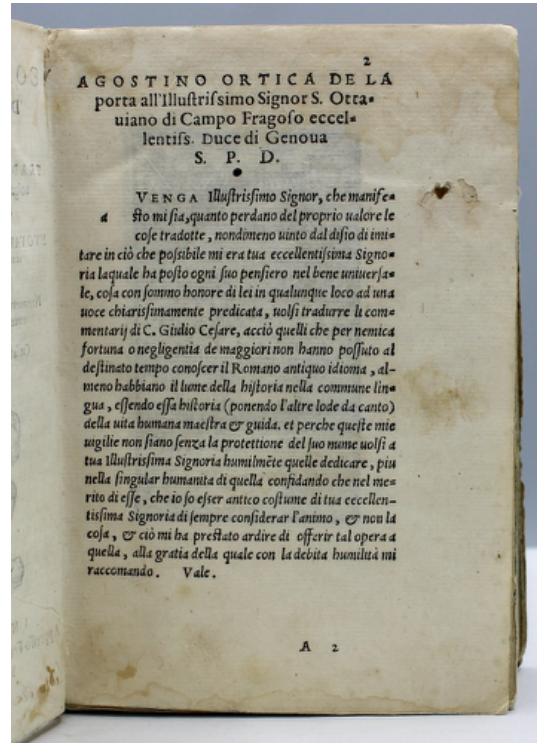 2
AGOSTINO ORTICA DE LA
porta all'Illustrissimo Signor S. Otta-
uiano di Campo Fragoso eccel-
lentiss. Duce di Genoua
S. P. D.
VENGA Illustrissimo Signor, che manife-
a sto mi sia, quanto perdano del proprio ualore le
cose tradotte, nondimeno uinto dal disio di imi-
tare in ciò che possibile mi era tua eccellentissima Signo-
ria laquale ha posto ogni suo pensiero nel bene uniuersa-
le, cosa con sommo honore di lei in qualunque loco ad una
uoce chiarissimamente predicata, uolsi tradurre li com-
mentarij di C. Giulio Cesare, acciò quelli che per nemica
fortuna o negligentia de maggiori non hanno possuto al
destinato tempo conoscer il Romano antiquo idioma, al-
meno habbiano il lume della historia nella commune lin-
gua, essendo essa historia (ponendo l'altre lode da canto)
della uita humana maestra & guida. et perche queste mie
uigilie non siano senza la protettione del suo nume uolsi a
tua Illustrissima Signoria humilmẽte quelle dedicare, piu
nella singular humanita di quella confidando che nel me-
rito di esse, che io so esser antico costume di tua eccellen-
tissima Signoria di sempre considerar l'animo, & non la
cosa, & ciò mi ha prestato ardire di offerir tal opera a
quella, alla gratia della quale con la debita humilità mi
raccomando. Vale.
A 2